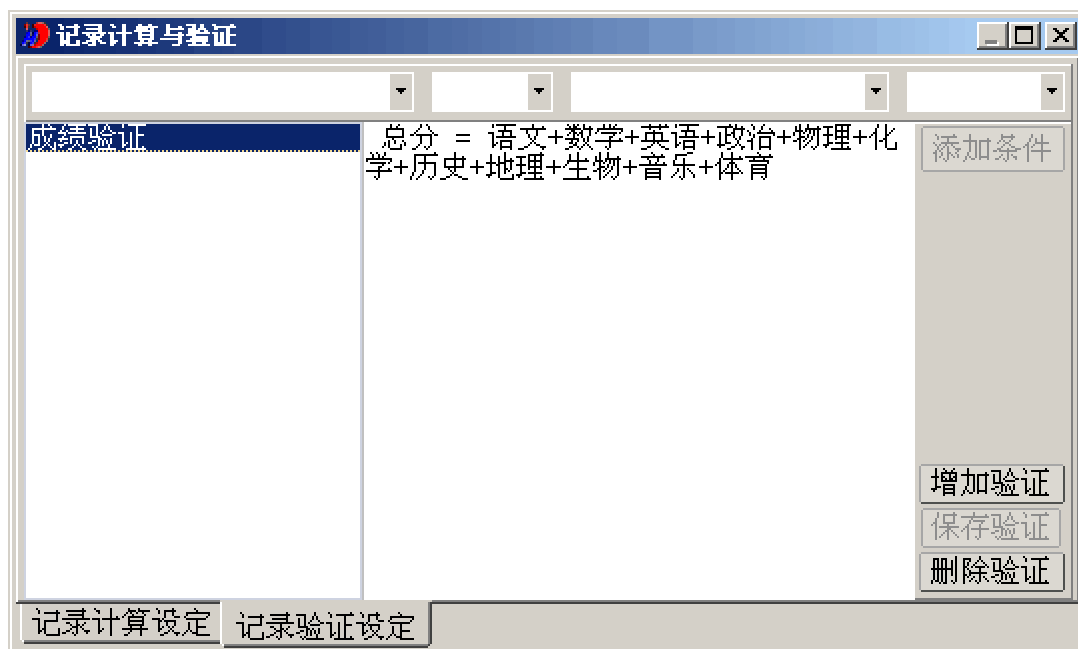 记录计算与验证
成绩验证
总分 = 语文+数学+英语+政治+物理+化
学+历史+地理+生物+音乐+体育
添加条件
增加验证
保存验证
删除验证
记录计算设定
记录验证设定